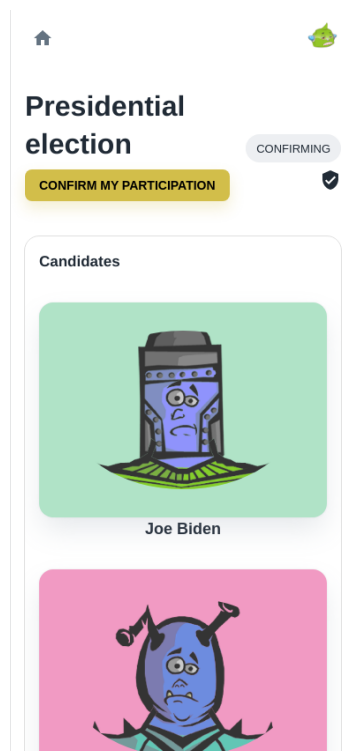 Presidential
election
CONFIRMING
CONFIRM MY PARTICIPATION
Candidates
Joe Biden